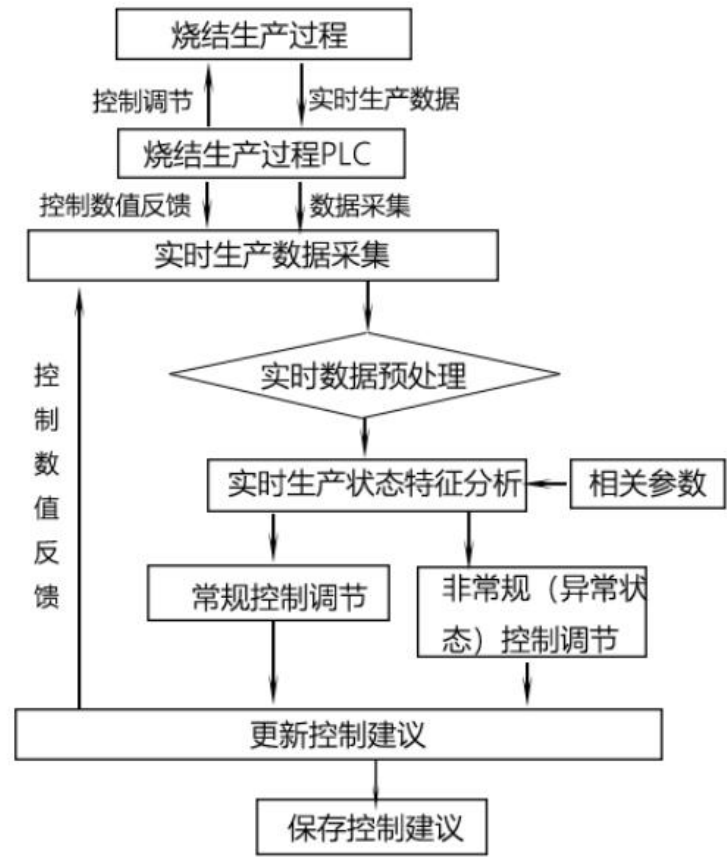 烧结生产过程
控制调节
实时生产数据
烧结生产过程PLC
控制数值反馈
数据采集
实时生产数据采集
实时数据预处理
控制数值反馈
实时生产状态特征分析
相关参数
常规控制调节
非常规（异常状
态）控制调节
更新控制建议
保存控制建议